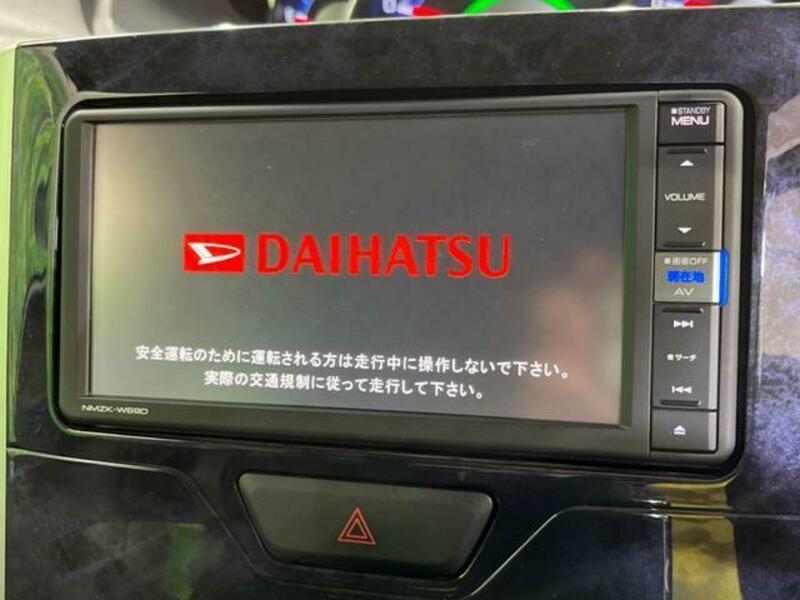 ■STANDBY
MENU
VOLUME
■画面OFF
現在地
AV
■サーチ
DAIHATSU
安全運転のために運転される方は走行中に操作しないで下さい。
実際の交通規制に従って走行して下さい。
NMZK-W69D